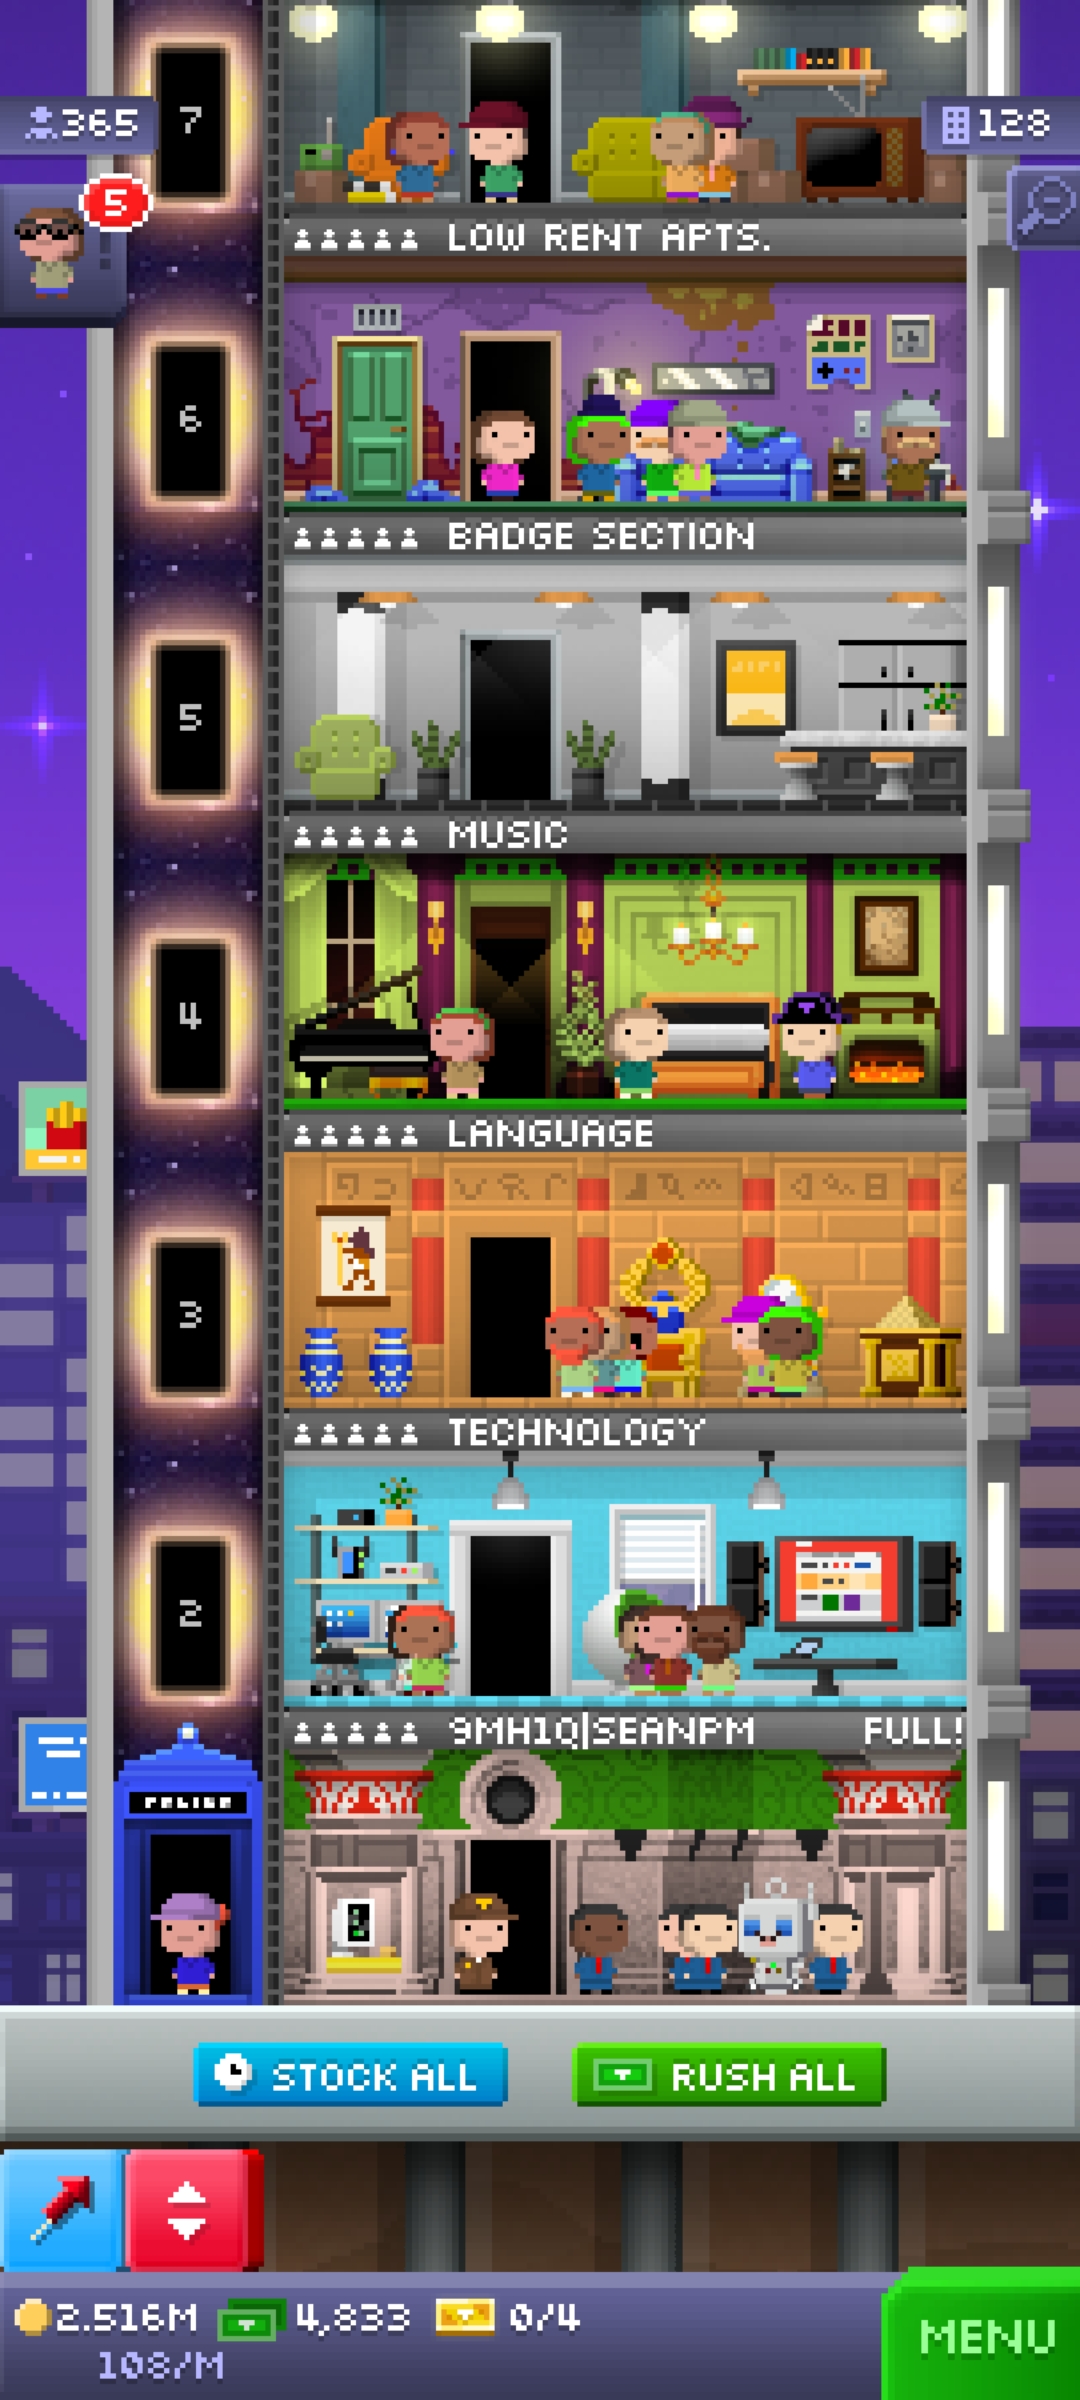 7
365
128
5
LOW RENT APTS.
6
BADGE SECTION
5
MUSIC
4
LANGUAGE
3
TECHNOLOGY
2
9MH1Q|SEANPM FULL!
POLICE
STOCK ALL
RUSH ALL
2.516M 4,833 0/4
108/M
MENU